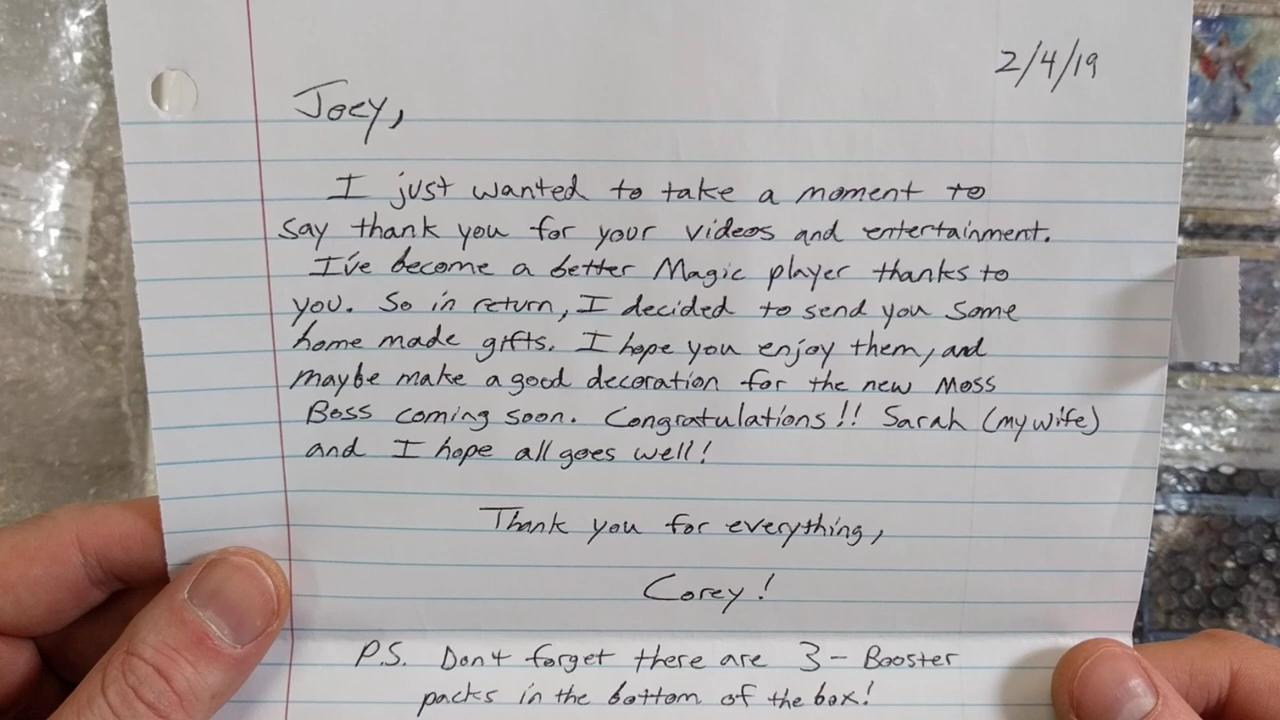 2/4/19
Joey,
I just wanted to take a moment to
say thank you for your videos and entertainment.
I've become a better Magic player thanks to
you. So in return, I decided to send you some
home made gifts. I hope you enjoy them, and
maybe make a good decoration for the new Moss
Boss coming soon. Congratulations!! Sarah (my wife)
and I hope all goes well!
Thank you for everything,
Corey!
P.S. Don't forget there are 3 - Booster
packs in the bottom of the box!